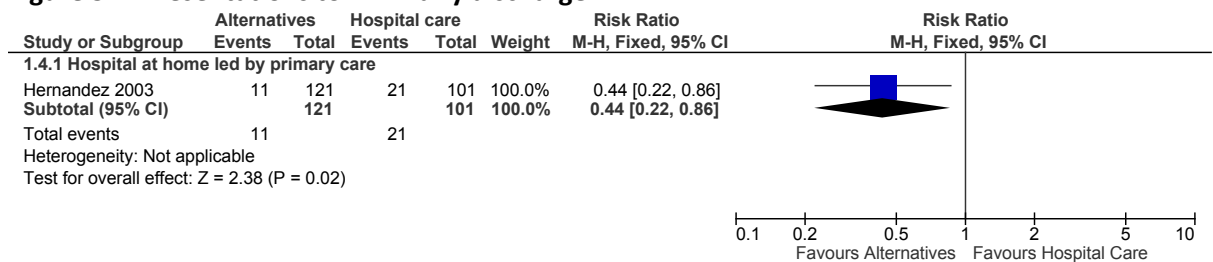 Alternatives Hospital care Risk Ratio Risk Ratio
Study or Subgroup Events Total Events Total Weight M-H, Fixed, 95% CI M-H, Fixed, 95% CI
1.4.1 Hospital at home led by primary care
Hernandez 2003 11 121 21 101 100.0% 0.44 [0.22, 0.86]
Subtotal (95% CI) 121 101 100.0% 0.44 [0.22, 0.86]
Total events 11 21
Heterogeneity: Not applicable
Test for overall effect: Z = 2.38 (P = 0.02)
0.1 0.2 0.5 1 2 5 10
Favours Alternatives Favours Hospital Care